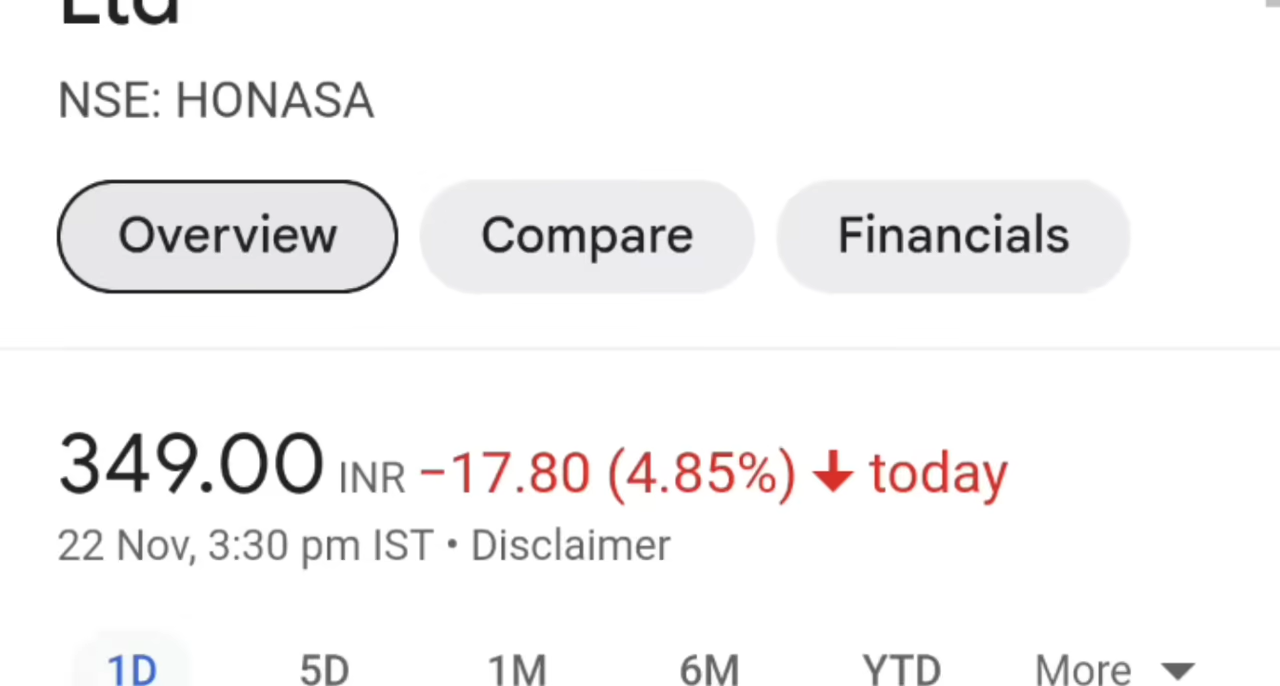 Ltd
NSE: HONASA
Overview Compare Financials
349.00 INR −17.80 (4.85%) ↓ today
22 Nov, 3:30 pm IST • Disclaimer
1D 5D 1M 6M YTD More